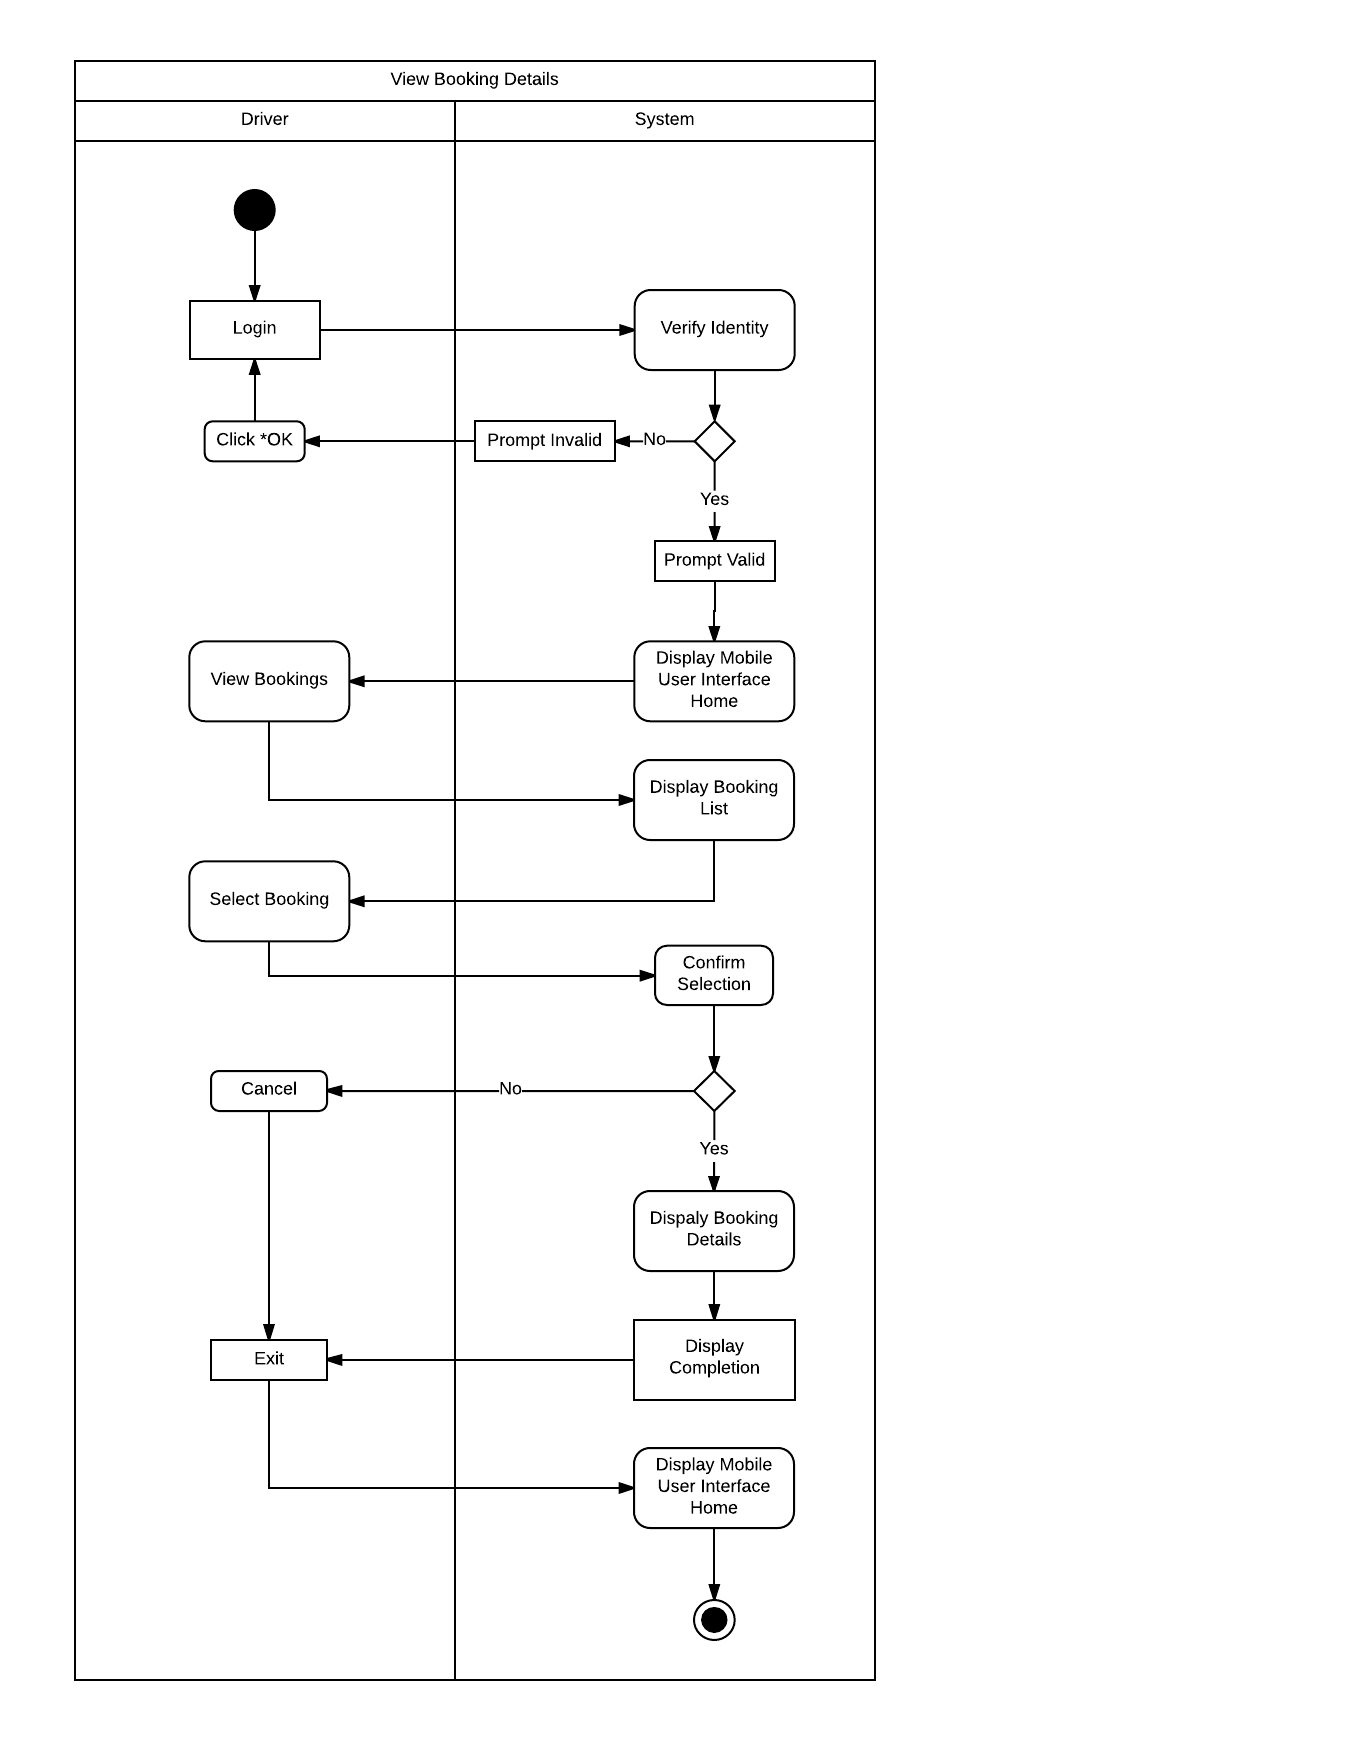 View Booking Details
Driver
System
Login
Verify Identity
Click *OK
Prompt Invalid
No
Yes
Prompt Valid
View Bookings
Display Mobile
User Interface
Home
Display Booking
List
Select Booking
Confirm
Selection
Cancel
No
Yes
Dispaly Booking
Details
Exit
Display
Completion
Display Mobile
User Interface
Home